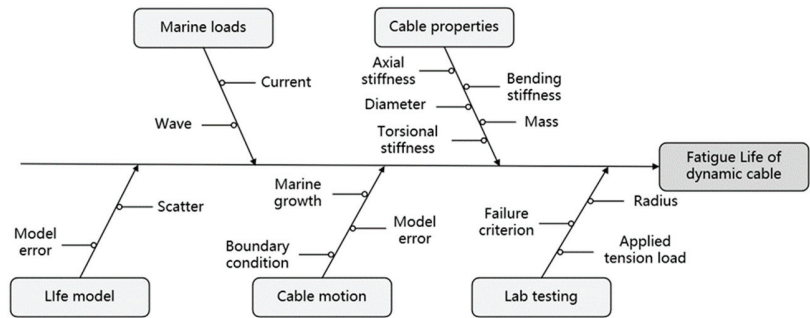 Marine loads
Cable properties
Axial
stiffness
Current
Bending
stiffness
Diameter
Wave
Mass
Torsional
stiffness
Fatigue Life of
dynamic cable
Marine
growth
Scatter
Radius
Failure
criterion
Model
error
Model
error
Boundary
condition
Applied
tension load
LIfe model
Cable motion
Lab testing